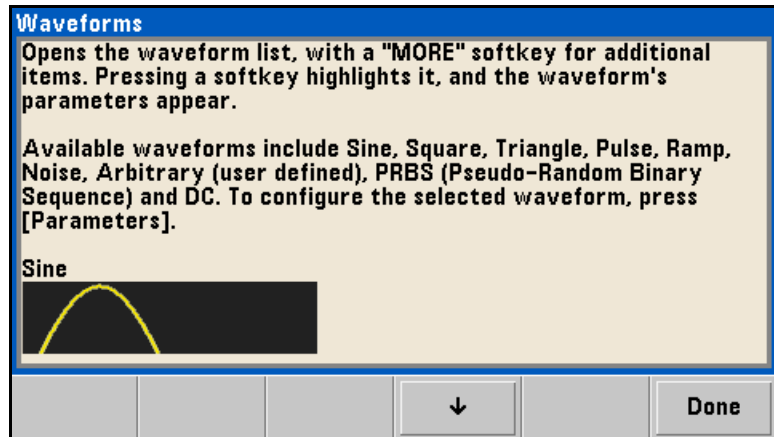 Waveforms
Opens the waveform list, with a "MORE" softkey for additional
items. Pressing a softkey highlights it, and the waveform's
parameters appear.
Available waveforms include Sine, Square, Triangle, Pulse, Ramp,
Noise, Arbitrary (user defined), PRBS (Pseudo-Random Binary
Sequence) and DC. To configure the selected waveform, press
[Parameters].
Sine
↓
Done